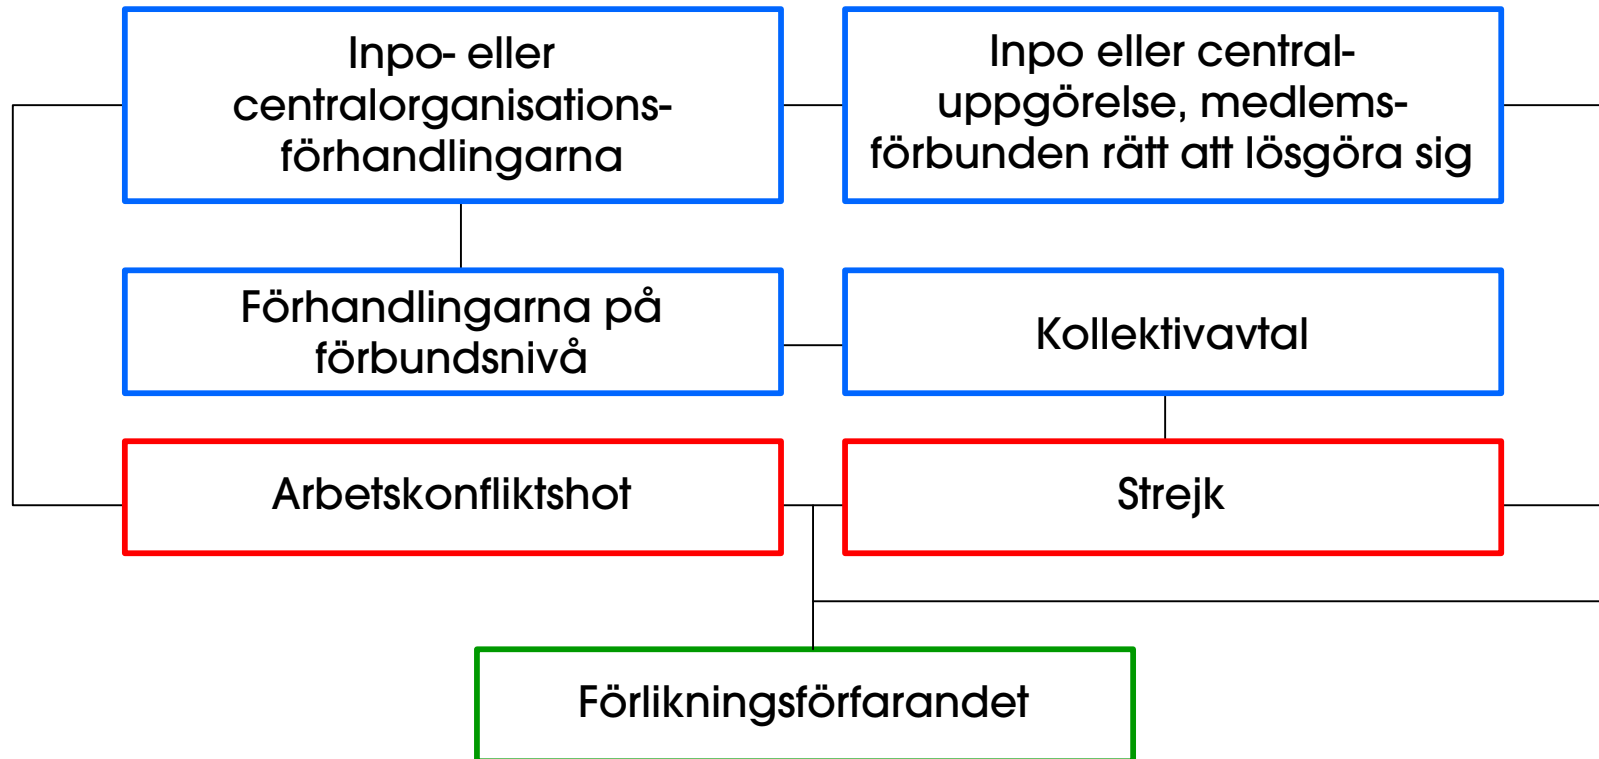 Inpo- eller
centralorganisations-
förhandlingarna
Inpo eller central-
uppgörelse, medlems-
förbunden rätt att lösgöra sig
Förhandlingarna på
förbundsnivå
Kollektivavtal
Arbetskonfliktshot
Strejk
Förlikningsförfarandet